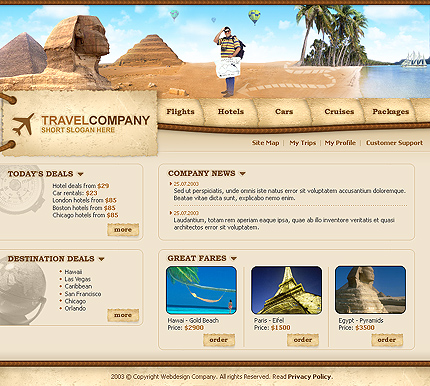 TRAVELCOMPANY
SHORT SLOGAN HERE
Flights Hotels Cars Cruises Packages
Site Map | My Trips | My Profile | Customer Support
TODAY'S DEALS
Hotel deals from $29
Car rentals: $23
London hotels from $85
Boston hotels from $85
Chicago hotels from $85
more
COMPANY NEWS
25.07.2003
Sed ut perspiciatis, unde omnis iste natus error sit voluptatem accusantium doloremque.
Beatae vitae dicta sunt, explicabo nemo enim.
25.07.2003
Laudantium, totam rem aperiam eaque ipsa, quae ab illo inventore veritatis et quasi
architectos error sit voluptatem.
more
DESTINATION DEALS
Hawaii
Las Vegas
Caribbean
San Francisco
Chicago
Orlando
more
GREAT FARES
Hawaii - Gold Beach
Price: $2900
order
Paris - Eifel
Price: $1500
order
Egypt - Pyramids
Price: $3500
order
2003 © Copyright Webdesign Company. All rights Reserved. Read Privacy Policy.